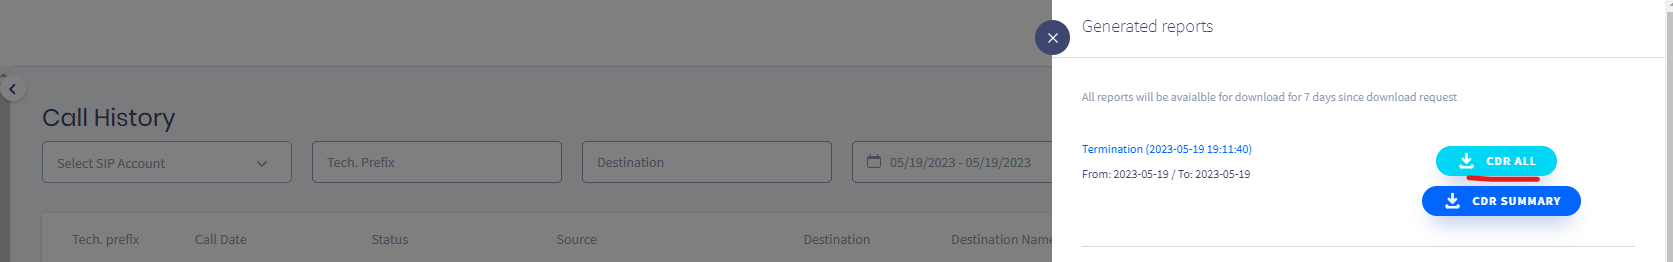 Generated reports
All reports will be avaialble for download for 7 days since download request
Call History
Select SIP Account
Tech. Prefix
Destination
05/19/2023 - 05/19/2023
Termination (2023-05-19 19:11:40)
From: 2023-05-19 / To: 2023-05-19
CDR ALL
CDR SUMMARY
Tech. prefix Call Date Status Source Destination Destination Name